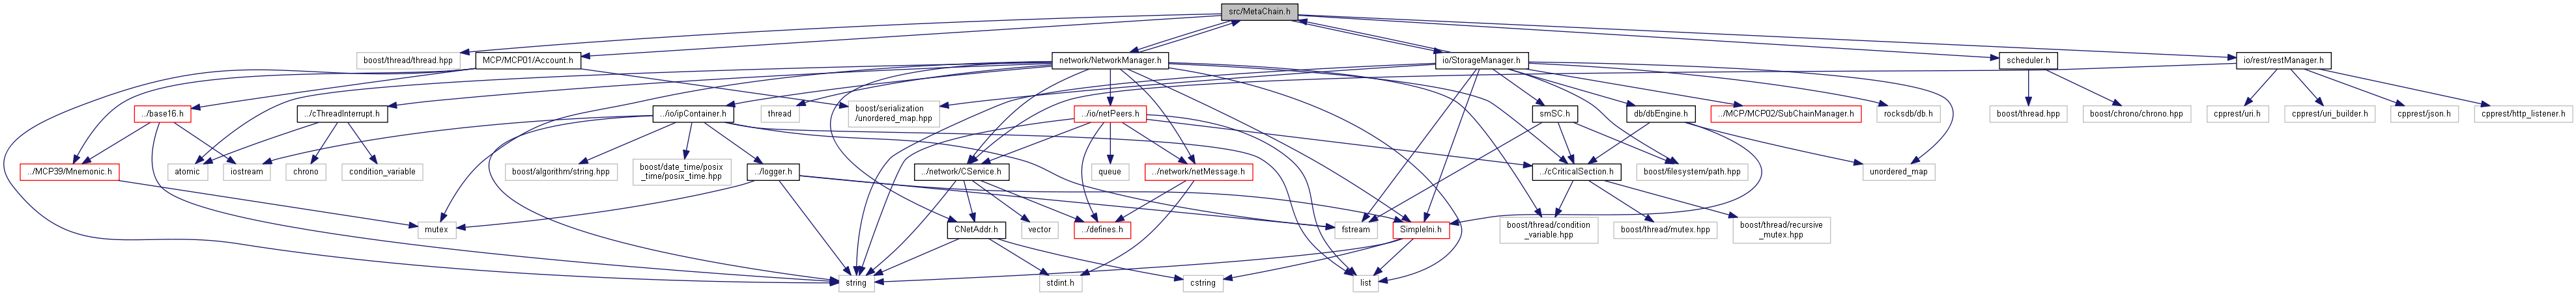 src/MetaChain.h
boost/thread/thread.hpp
MCP/MCP01/Account.h
network/NetworkManager.h
io/StorageManager.h
scheduler.h
io/rest/restManager.h
../base16.h
../cThreadInterrupt.h
../io/ipContainer.h
thread
boost/serialization
/unordered_map.hpp
../io/netPeers.h
smSC.h
db/dbEngine.h
../MCP/MCP02/SubChainManager.h
rocksdb/db.h
boost/thread.hpp
boost/chrono/chrono.hpp
cpprest/uri.h
cpprest/uri_builder.h
cpprest/json.h
cpprest/http_listener.h
../MCP39/Mnemonic.h
atomic
iostream
chrono
condition_variable
boost/algorithm/string.hpp
boost/date_time/posix
_time/posix_time.hpp
../logger.h
../network/CService.h
queue
../network/netMessage.h
../cCriticalSection.h
boost/filesystem/path.hpp
unordered_map
mutex
CNetAddr.h
vector
../defines.h
fstream
SimpleIni.h
boost/thread/condition
_variable.hpp
boost/thread/mutex.hpp
boost/thread/recursive
_mutex.hpp
string
stdint.h
cstring
list